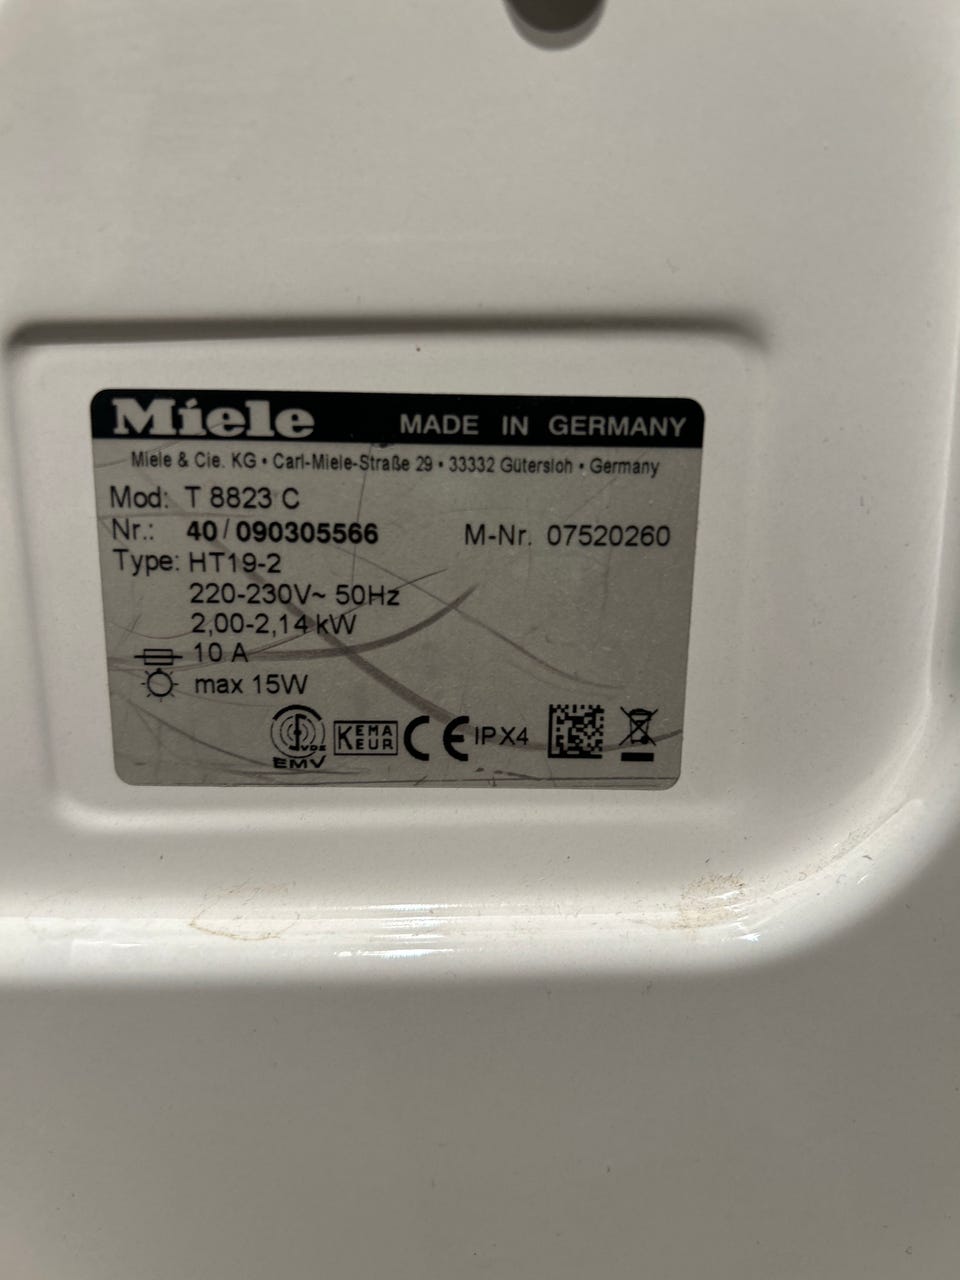 Miele MADE IN GERMANY
Miele & Cie. KG • Carl-Miele-Straße 29 • 33332 Gütersloh • Germany
Mod: T 8823 C
Nr.: 40 / 090305566 M-Nr. 07520260
Type: HT19-2
220-230V~ 50Hz
2,00-2,14 kW
10 A
max 15W
VDE EMV KEMA KEUR CE IPX4